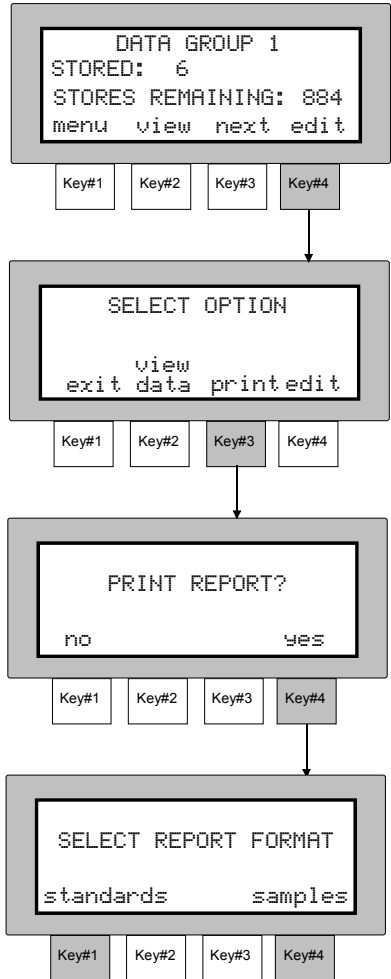 DATA GROUP 1
STORED: 6
STORES REMAINING: 884
menu view next edit
Key#1 Key#2 Key#3 Key#4
SELECT OPTION
view
exit data print edit
Key#1 Key#2 Key#3 Key#4
PRINT REPORT?
no yes
Key#1 Key#2 Key#3 Key#4
SELECT REPORT FORMAT
standards samples
Key#1 Key#2 Key#3 Key#4